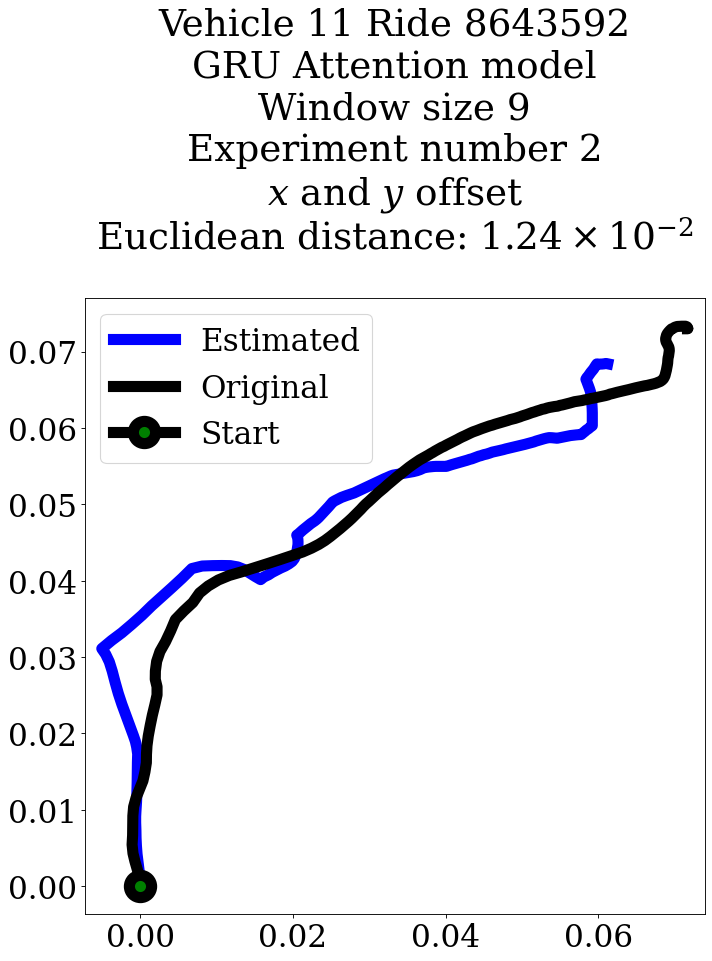 Vehicle 11 Ride 8643592
GRU Attention model
Window size 9
Experiment number 2
x and y offset
Euclidean distance: 1.24 × 10⁻²
Estimated
Original
Start
0.07
0.06
0.05
0.04
0.03
0.02
0.01
0.00
0.00 0.02 0.04 0.06